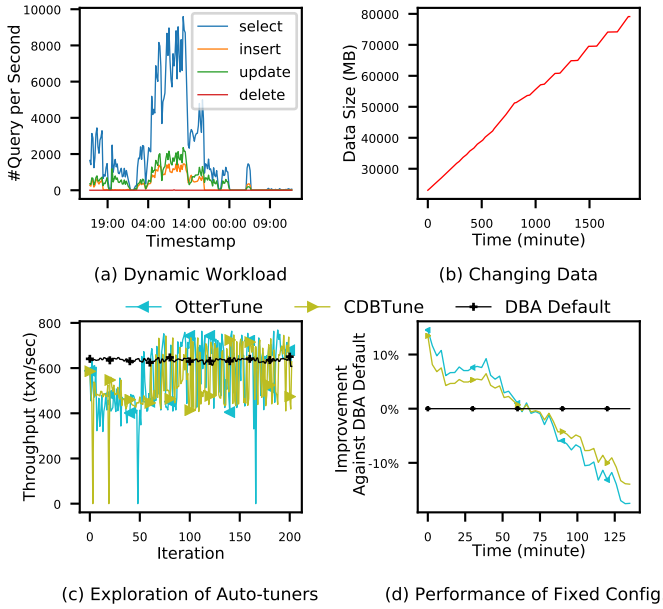 10000
8000
6000
4000
2000
0
#Query per Second
select
insert
update
delete
19:00 04:00 14:00 00:00 09:00
Timestamp
(a) Dynamic Workload
80000
70000
60000
50000
40000
30000
Data Size (MB)
0 500 1000 1500
Time (minute)
(b) Changing Data
OtterTune CDBTune DBA Default
800
600
400
200
0
Throughput (txn/sec)
0 50 100 150 200
Iteration
(c) Exploration of Auto-tuners
10%
0%
-10%
Improvement
Against DBA Default
0 25 50 75 100 125
Time (minute)
(d) Performance of Fixed Config